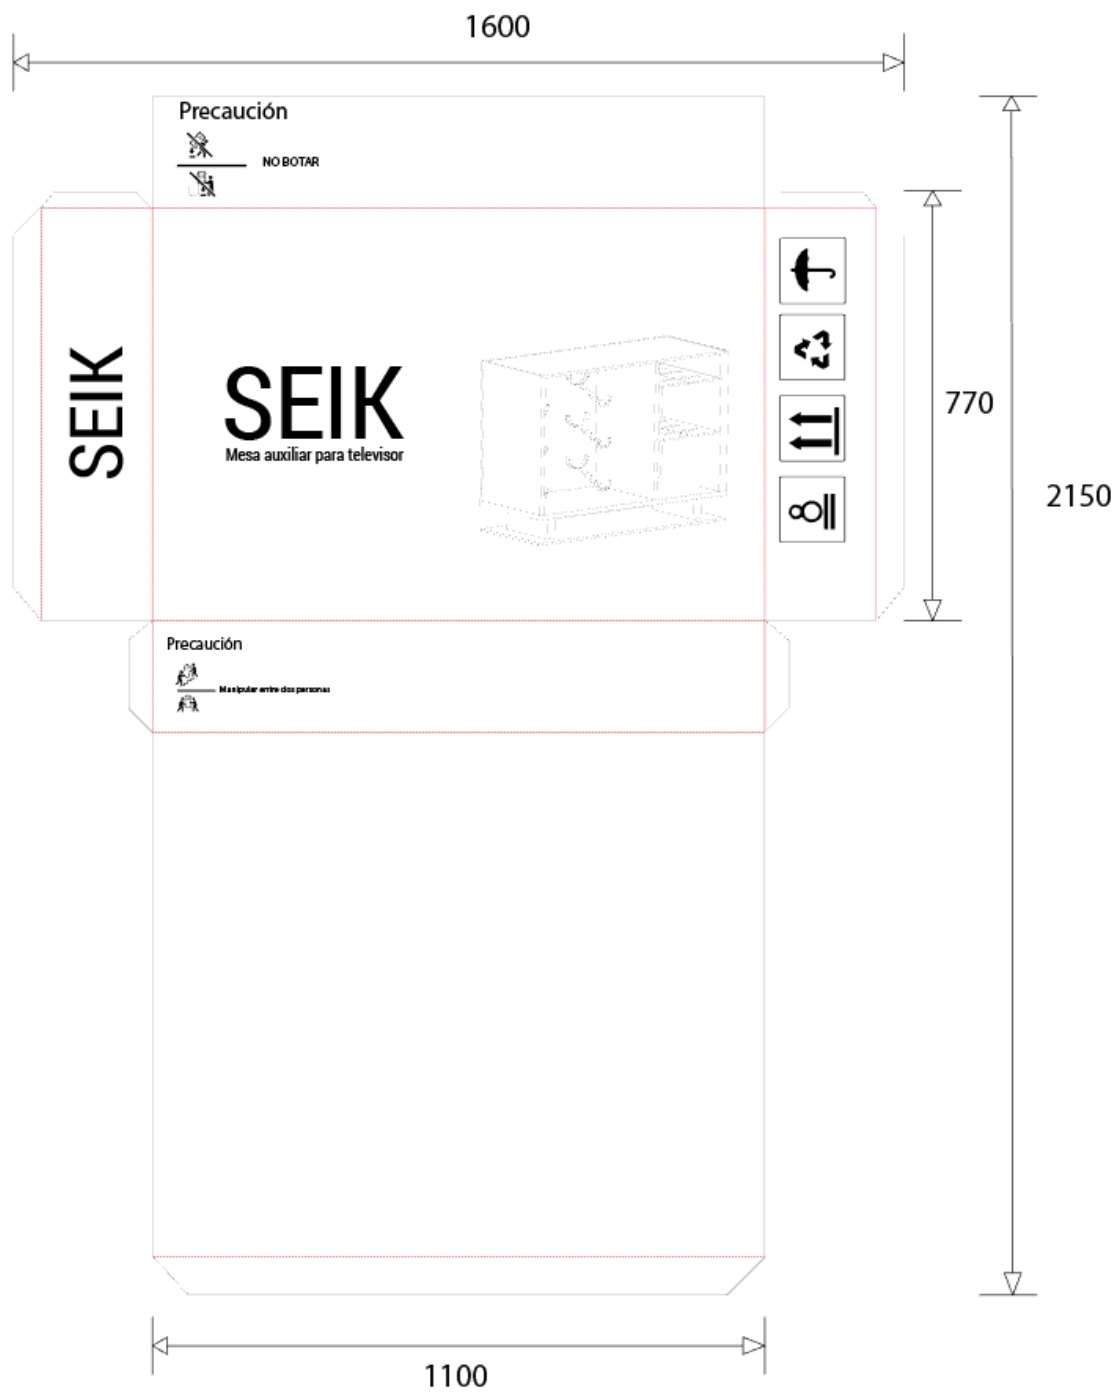 1600
Precaución
NO BOTAR
SEIK
SEIK
Mesa auxiliar para televisor
770
2150
Precaución
Manipular entre dos personas
1100